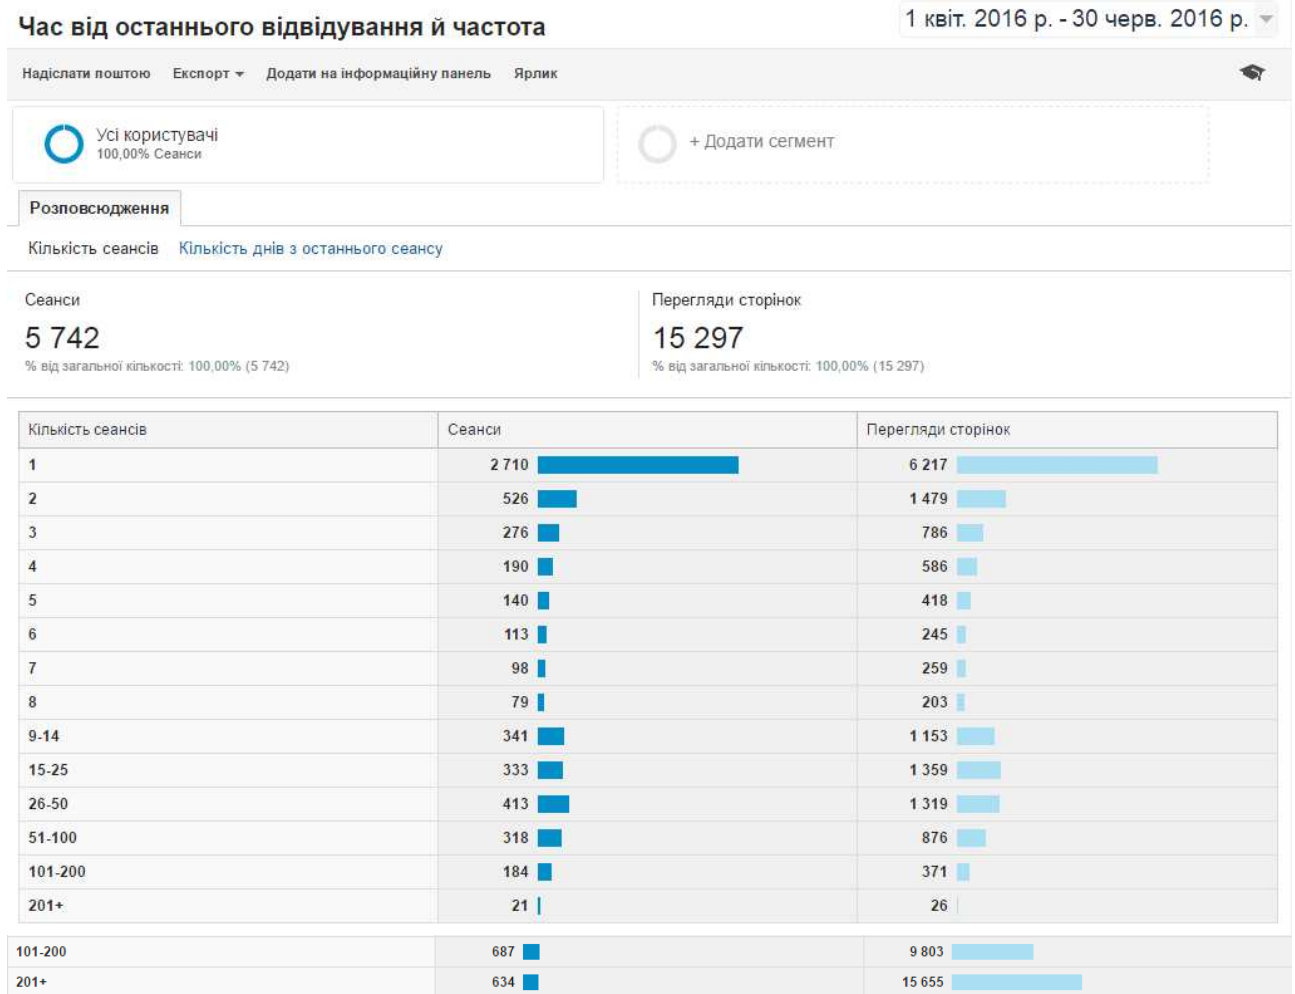 Час від останнього відвідування й частота
1 квіт. 2016 р. - 30 черв. 2016 р.
Надіслати поштою Експорт Додати на інформаційну панель Ярлик
Усі користувачі
100,00% Сеанси
+ Додати сегмент
Розповсюдження
Кількість сеансів Кількість днів з останнього сеансу
Сеанси Перегляди сторінок
5 742 15 297
% від загальної кількості: 100,00% (5 742) % від загальної кількості: 100,00% (15 297)
Кількість сеансів Сеанси Перегляди сторінок
1 2 710 6 217
2 526 1 479
3 276 786
4 190 586
5 140 418
6 113 245
7 98 259
8 79 203
9-14 341 1 153
15-25 333 1 359
26-50 413 1 319
51-100 318 876
101-200 184 371
201+ 21 26
101-200 687 9 803
201+ 634 15 655